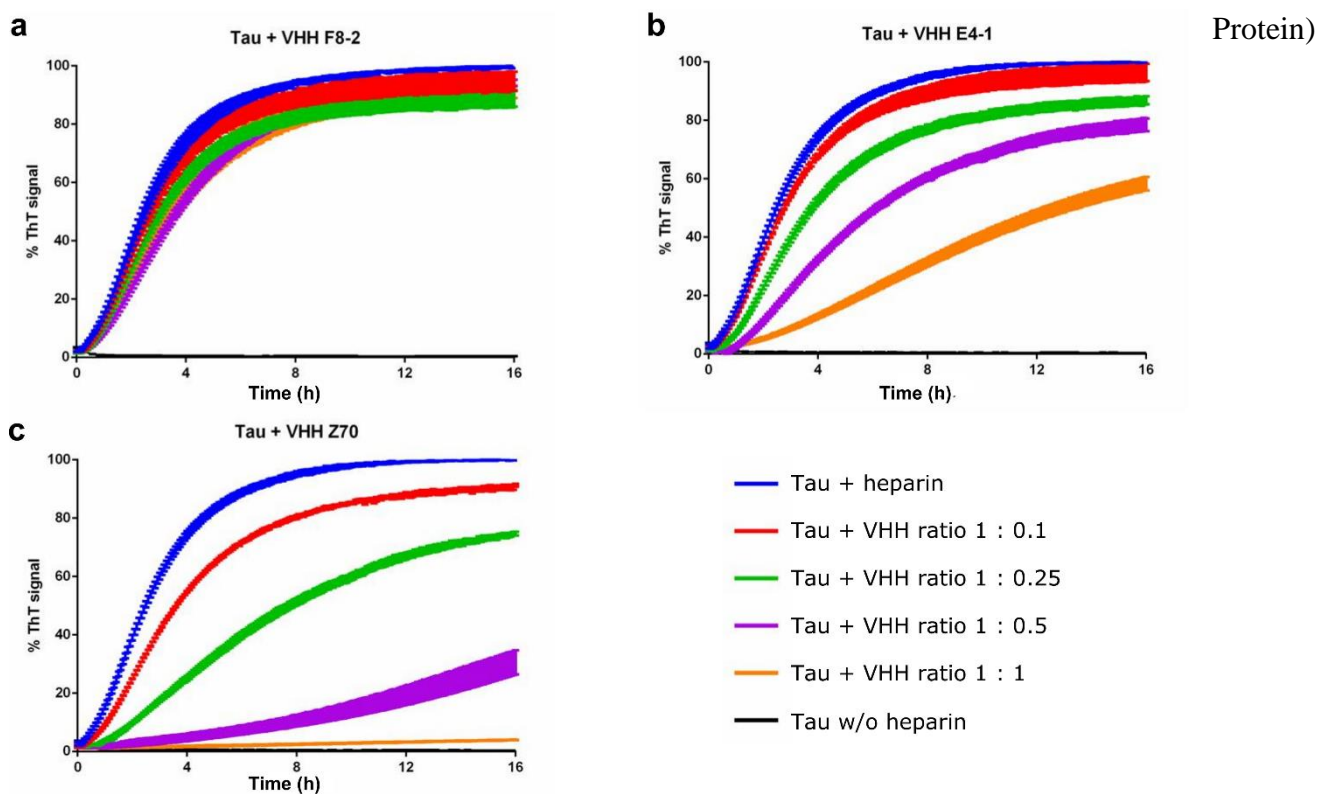 a
Tau + VHH F8-2
100
80
60
40
20
0
% ThT signal
0 4 8 12 16
Time (h)
b
Tau + VHH E4-1
100
80
60
40
20
0
% ThT signal
0 4 8 12 16
Time (h)
Protein)
c
Tau + VHH Z70
100
80
60
40
20
0
% ThT signal
0 4 8 12 16
Time (h)
Tau + heparin
Tau + VHH ratio 1 : 0.1
Tau + VHH ratio 1 : 0.25
Tau + VHH ratio 1 : 0.5
Tau + VHH ratio 1 : 1
Tau w/o heparin